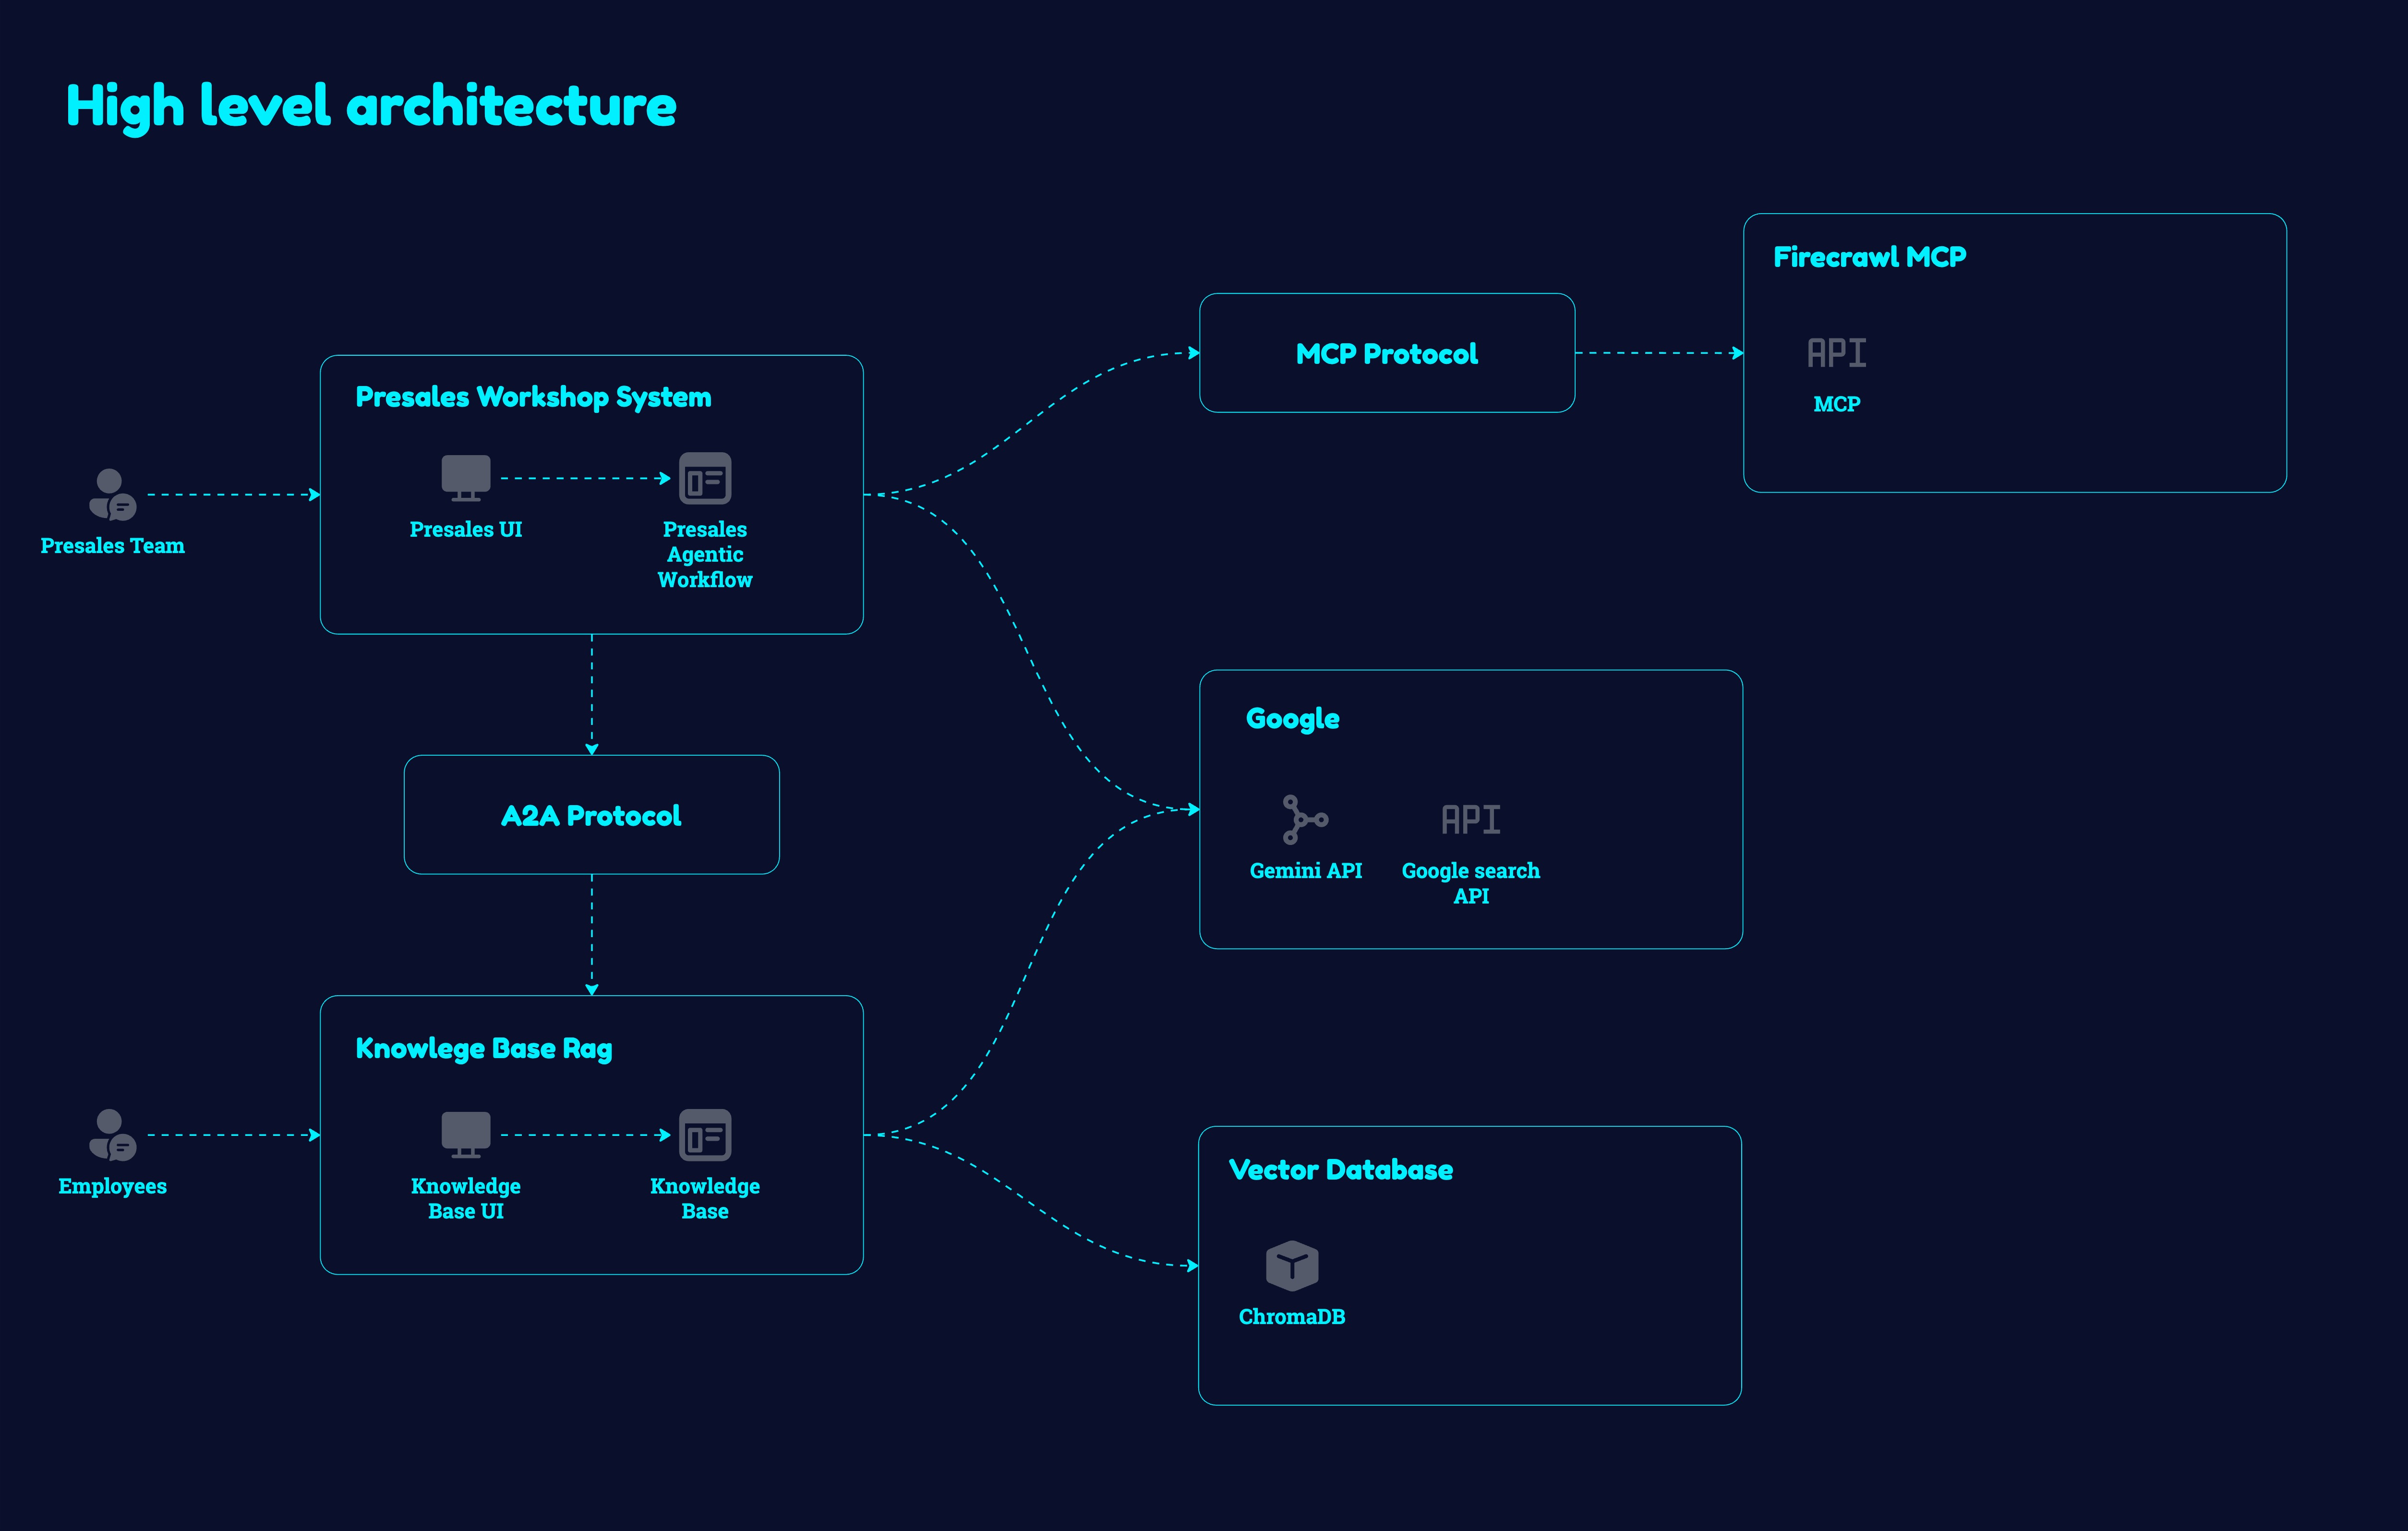 High level architecture
Firecrawl MCP
API
MCP
MCP Protocol
Presales Workshop System
Presales UI
Presales
Agentic
Workflow
Presales Team
Google
API
Gemini API
Google search
API
A2A Protocol
Knowlege Base Rag
Knowledge
Base UI
Knowledge
Base
Employees
Vector Database
ChromaDB